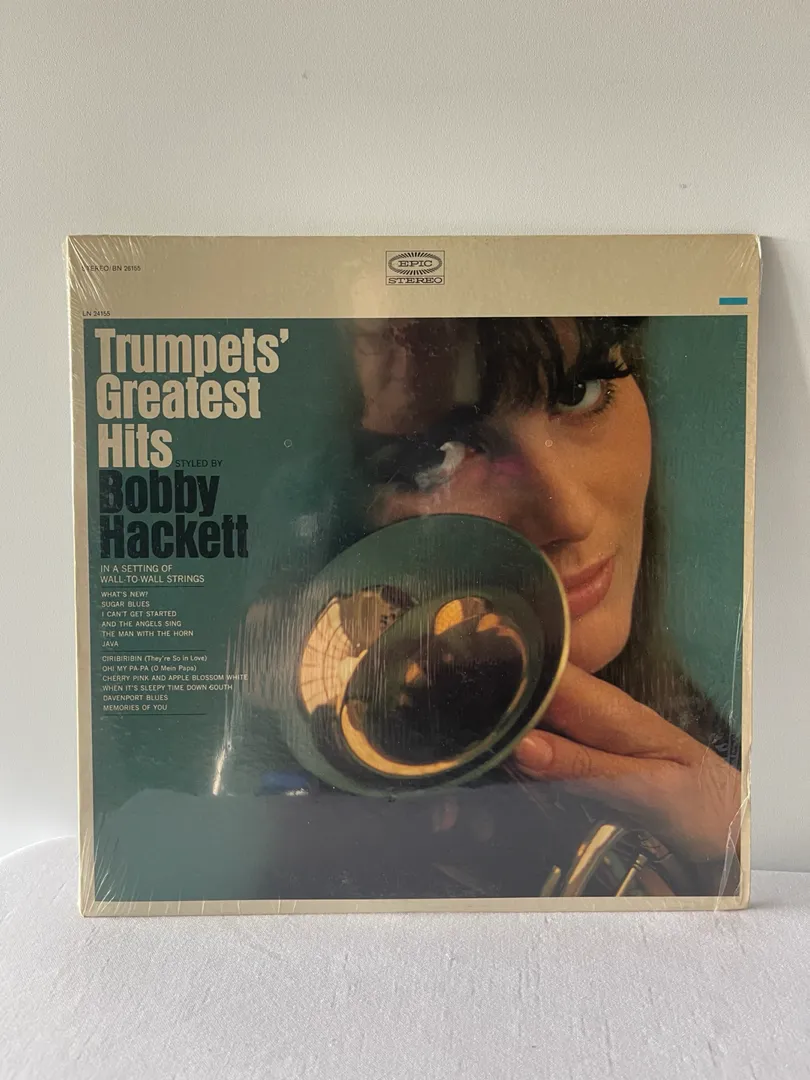 STEREO/BN 26155
EPIC
STEREO
LN 24155
Trumpets'
Greatest
Hits
STYLED BY
Bobby
Hackett
IN A SETTING OF
WALL-TO-WALL STRINGS
WHAT'S NEW?
SUGAR BLUES
I CAN'T GET STARTED
AND THE ANGELS SING
THE MAN WITH THE HORN
JAVA
CIRIBIRIBIN (They're So in Love)
OH! MY PA-PA (O Mein Papa)
CHERRY PINK AND APPLE BLOSSOM WHITE
WHEN IT'S SLEEPY TIME DOWN SOUTH
DAVENPORT BLUES
MEMORIES OF YOU